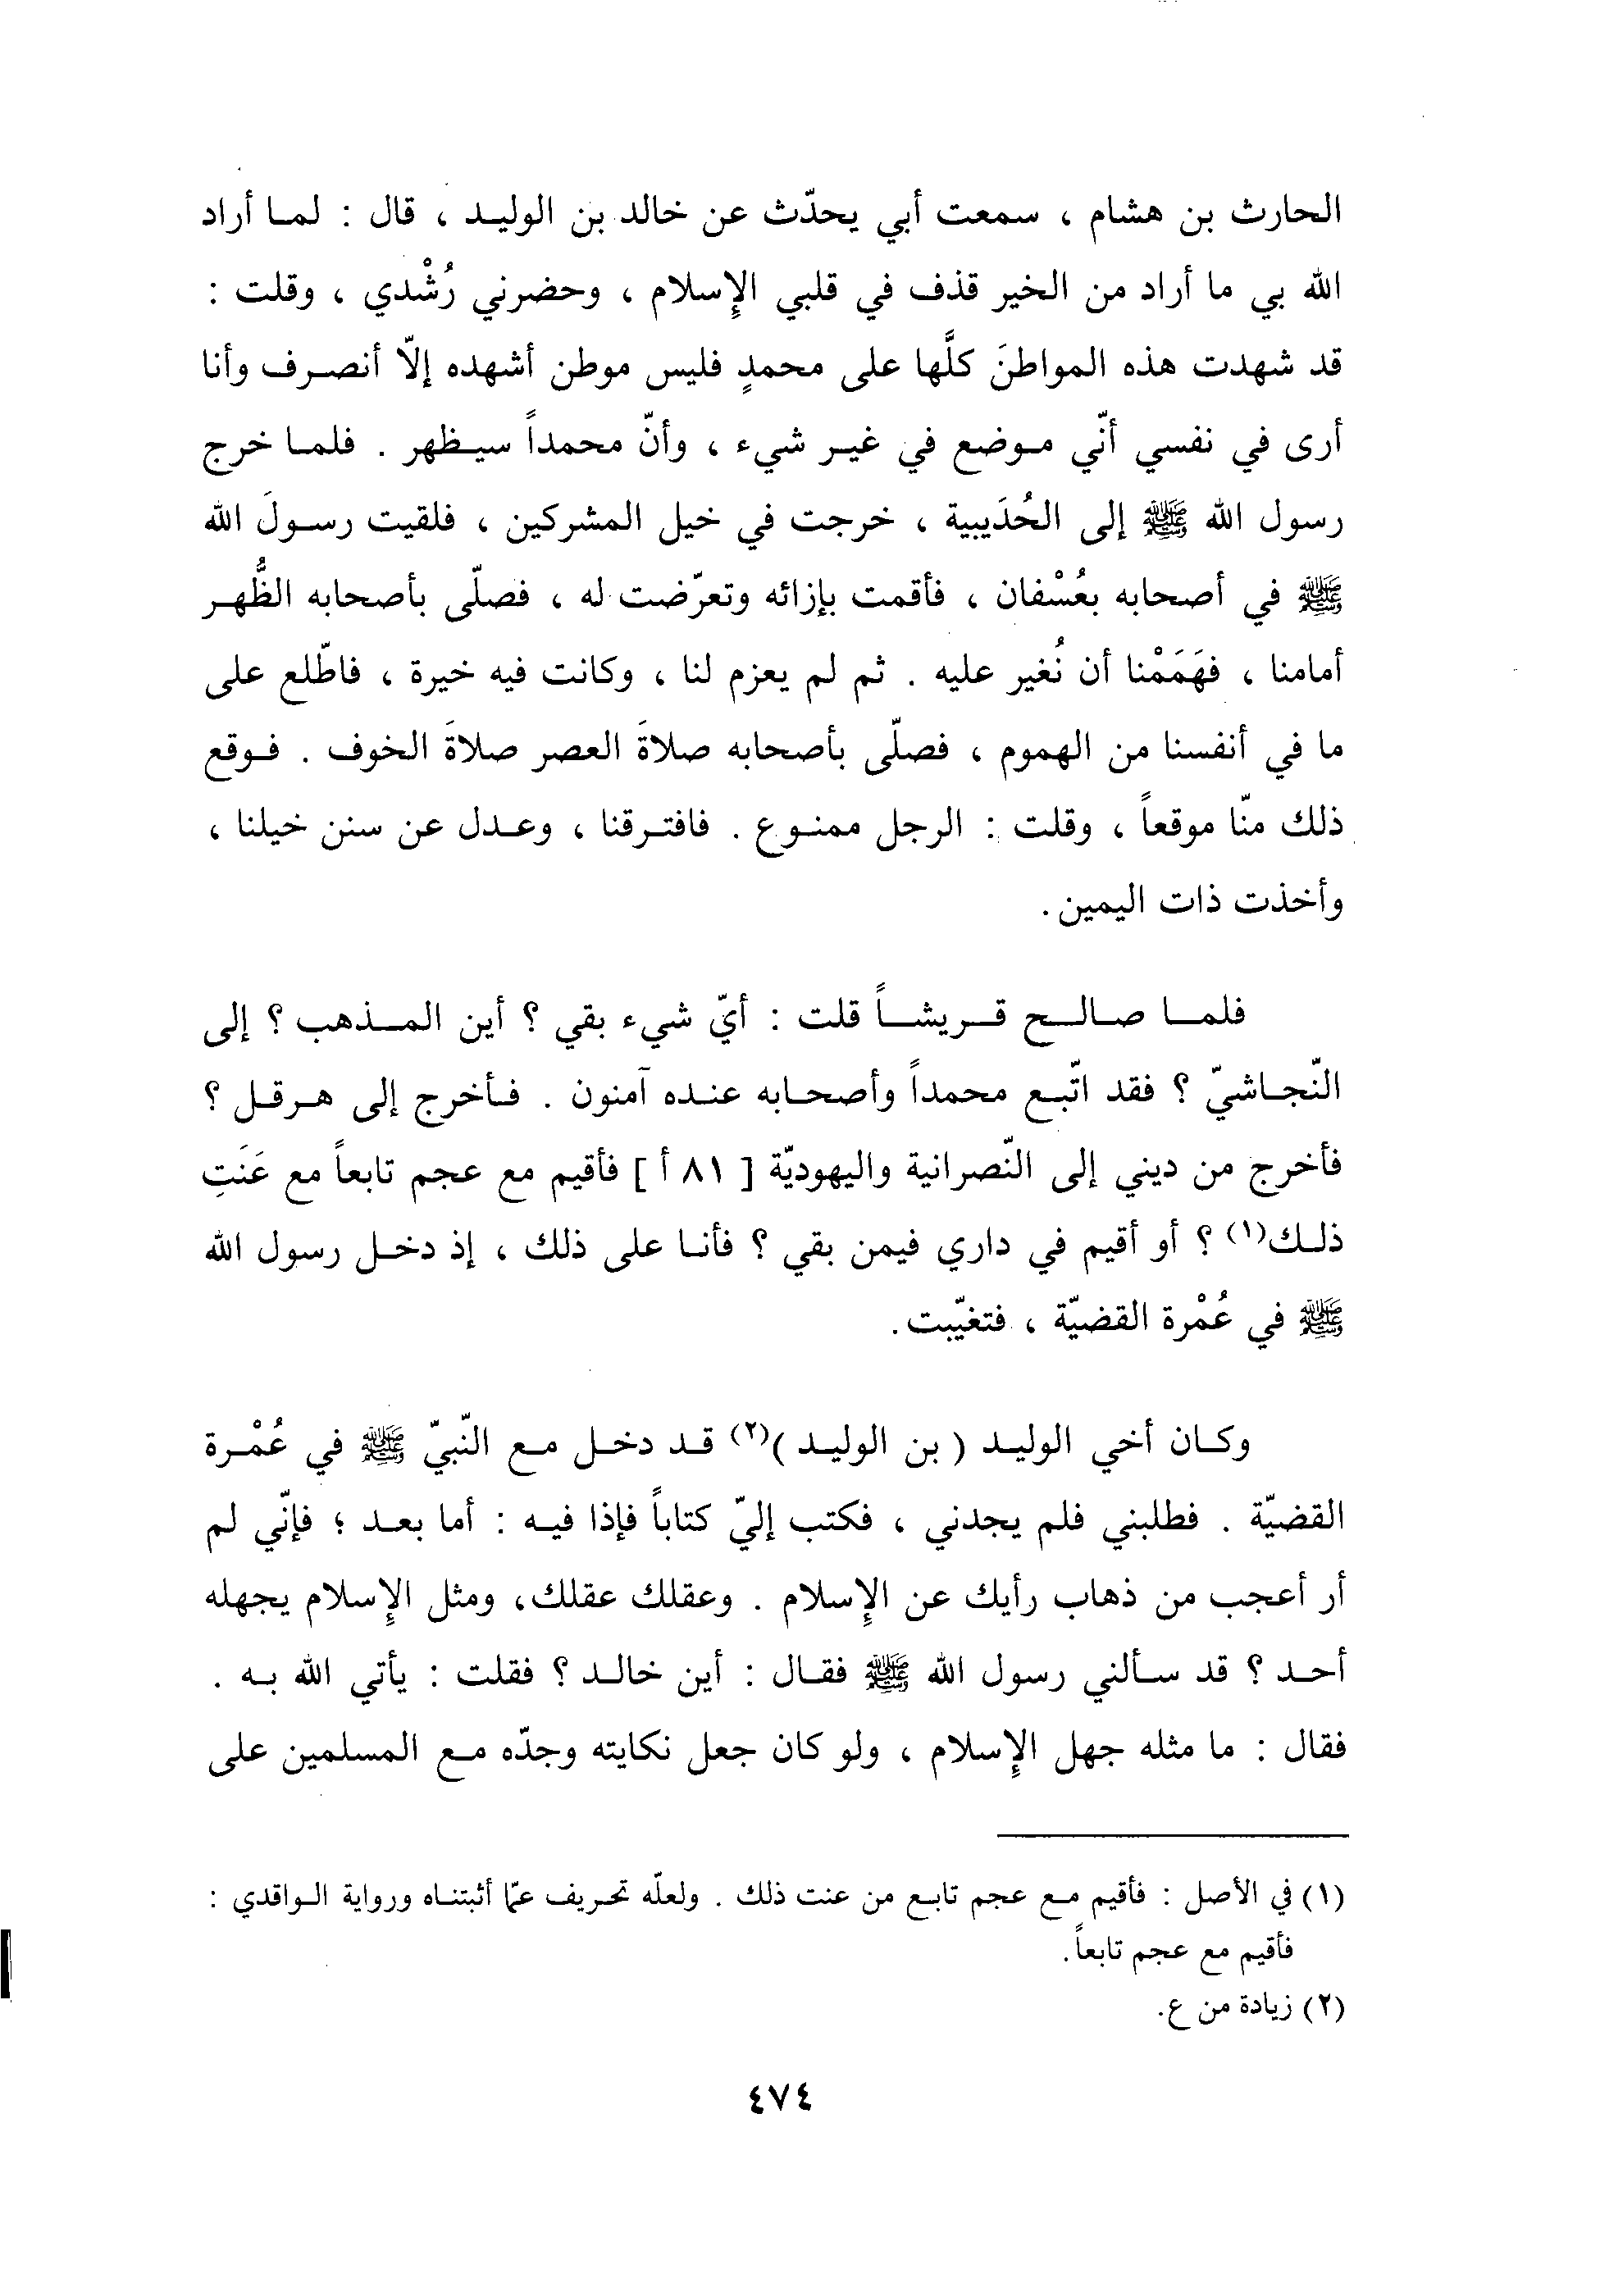 الحارث بن هشام ، سمعت أبي يحدّث عن خالد بن الوليد ، قال : لما أراد
الله بي ما أراد من الخير قذف في قلبي الإسلام ، وحضرني رُشْدي ، وقلت :
قد شهدت هذه المواطنَ كلَّها على محمدٍ فليس موطن أشهده إلّا أنصرف وأنا
أرى في نفسي أنّي موضع في غير شيء ، وأنّ محمداً سيظهر . فلما خرج
رسول الله ﷺ إلى الحُدَيبية ، خرجت في خيل المشركين ، فلقيت رسولَ الله
ﷺ في أصحابه بعُسْفان ، فأقمت بإزائه وتعرّضت له ، فصلّى بأصحابه الظُّهر
أمامنا ، فهَمَمْنا أن نُغير عليه . ثم لم يعزم لنا ، وكانت فيه خيرة ، فاطّلع على
ما في أنفسنا من الهموم ، فصلّى بأصحابه صلاةَ العصر صلاةَ الخوف . فوقع
ذلك منّا موقعاً ، وقلت : الرجل ممنوع . فافترقنا ، وعدل عن سنن خيلنا ،
وأخذت ذات اليمين .
فلما صالح قريشاً قلت : أيّ شيء بقي ؟ أين المذهب ؟ إلى
النّجاشيّ ؟ فقد اتّبع محمداً وأصحابه عنده آمنون . فأخرج إلى هرقل ؟
فأخرج من ديني إلى النّصرانية واليهوديّة [ ٨١ أ ] فأقيم مع عجم تابعاً مع عَنَتِ
ذلك(١) ؟ أو أقيم في داري فيمن بقي ؟ فأنا على ذلك ، إذ دخل رسول الله
ﷺ في عُمْرة القضيّة ، فتغيّبت .
وكان أخي الوليد ( بن الوليد )(٢) قد دخل مع النّبيّ ﷺ في عُمْرة
القضيّة . فطلبني فلم يجدني ، فكتب إليّ كتاباً فإذا فيه : أما بعد ؛ فإنّي لم
أر أعجب من ذهاب رأيك عن الإسلام . وعقلك عقلك، ومثل الإسلام يجهله
أحد ؟ قد سألني رسول الله ﷺ فقال : أين خالد ؟ فقلت : يأتي الله به .
فقال : ما مثله جهل الإسلام ، ولو كان جعل نكايته وجدّه مع المسلمين على
(١) في الأصل : فأقيم مع عجم تابع من عنت ذلك . ولعلّه تحريف عمّا أثبتناه ورواية الواقدي :
فأقيم مع عجم تابعاً .
(٢) زيادة من ع .
٤٧٤